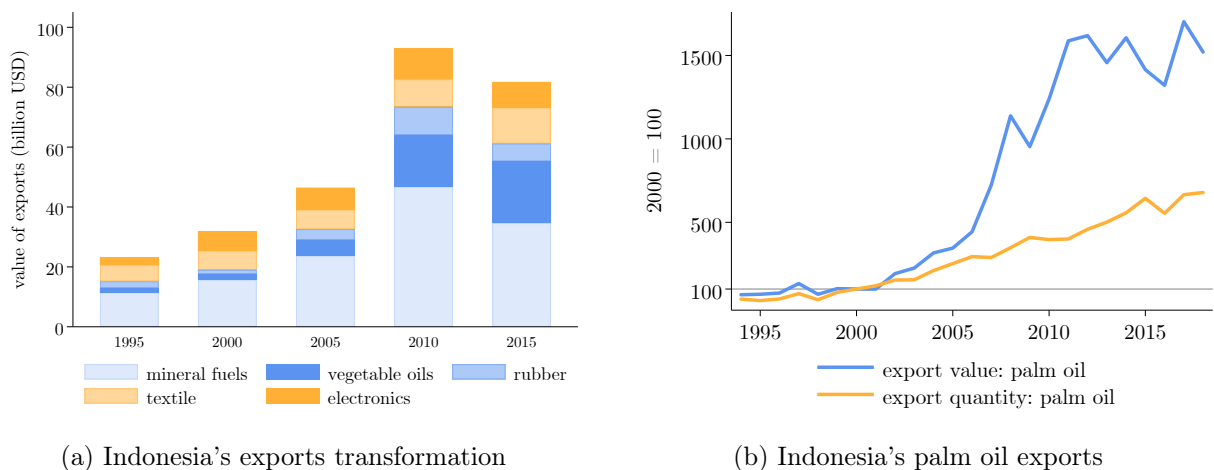 100
80
60
40
20
0
value of exports (billion USD)
1995
2000
2005
2010
2015
mineral fuels
vegetable oils
rubber
textile
electronics
(a) Indonesia's exports transformation
1500
1000
500
100
2000 = 100
1995
2000
2005
2010
2015
export value: palm oil
export quantity: palm oil
(b) Indonesia's palm oil exports